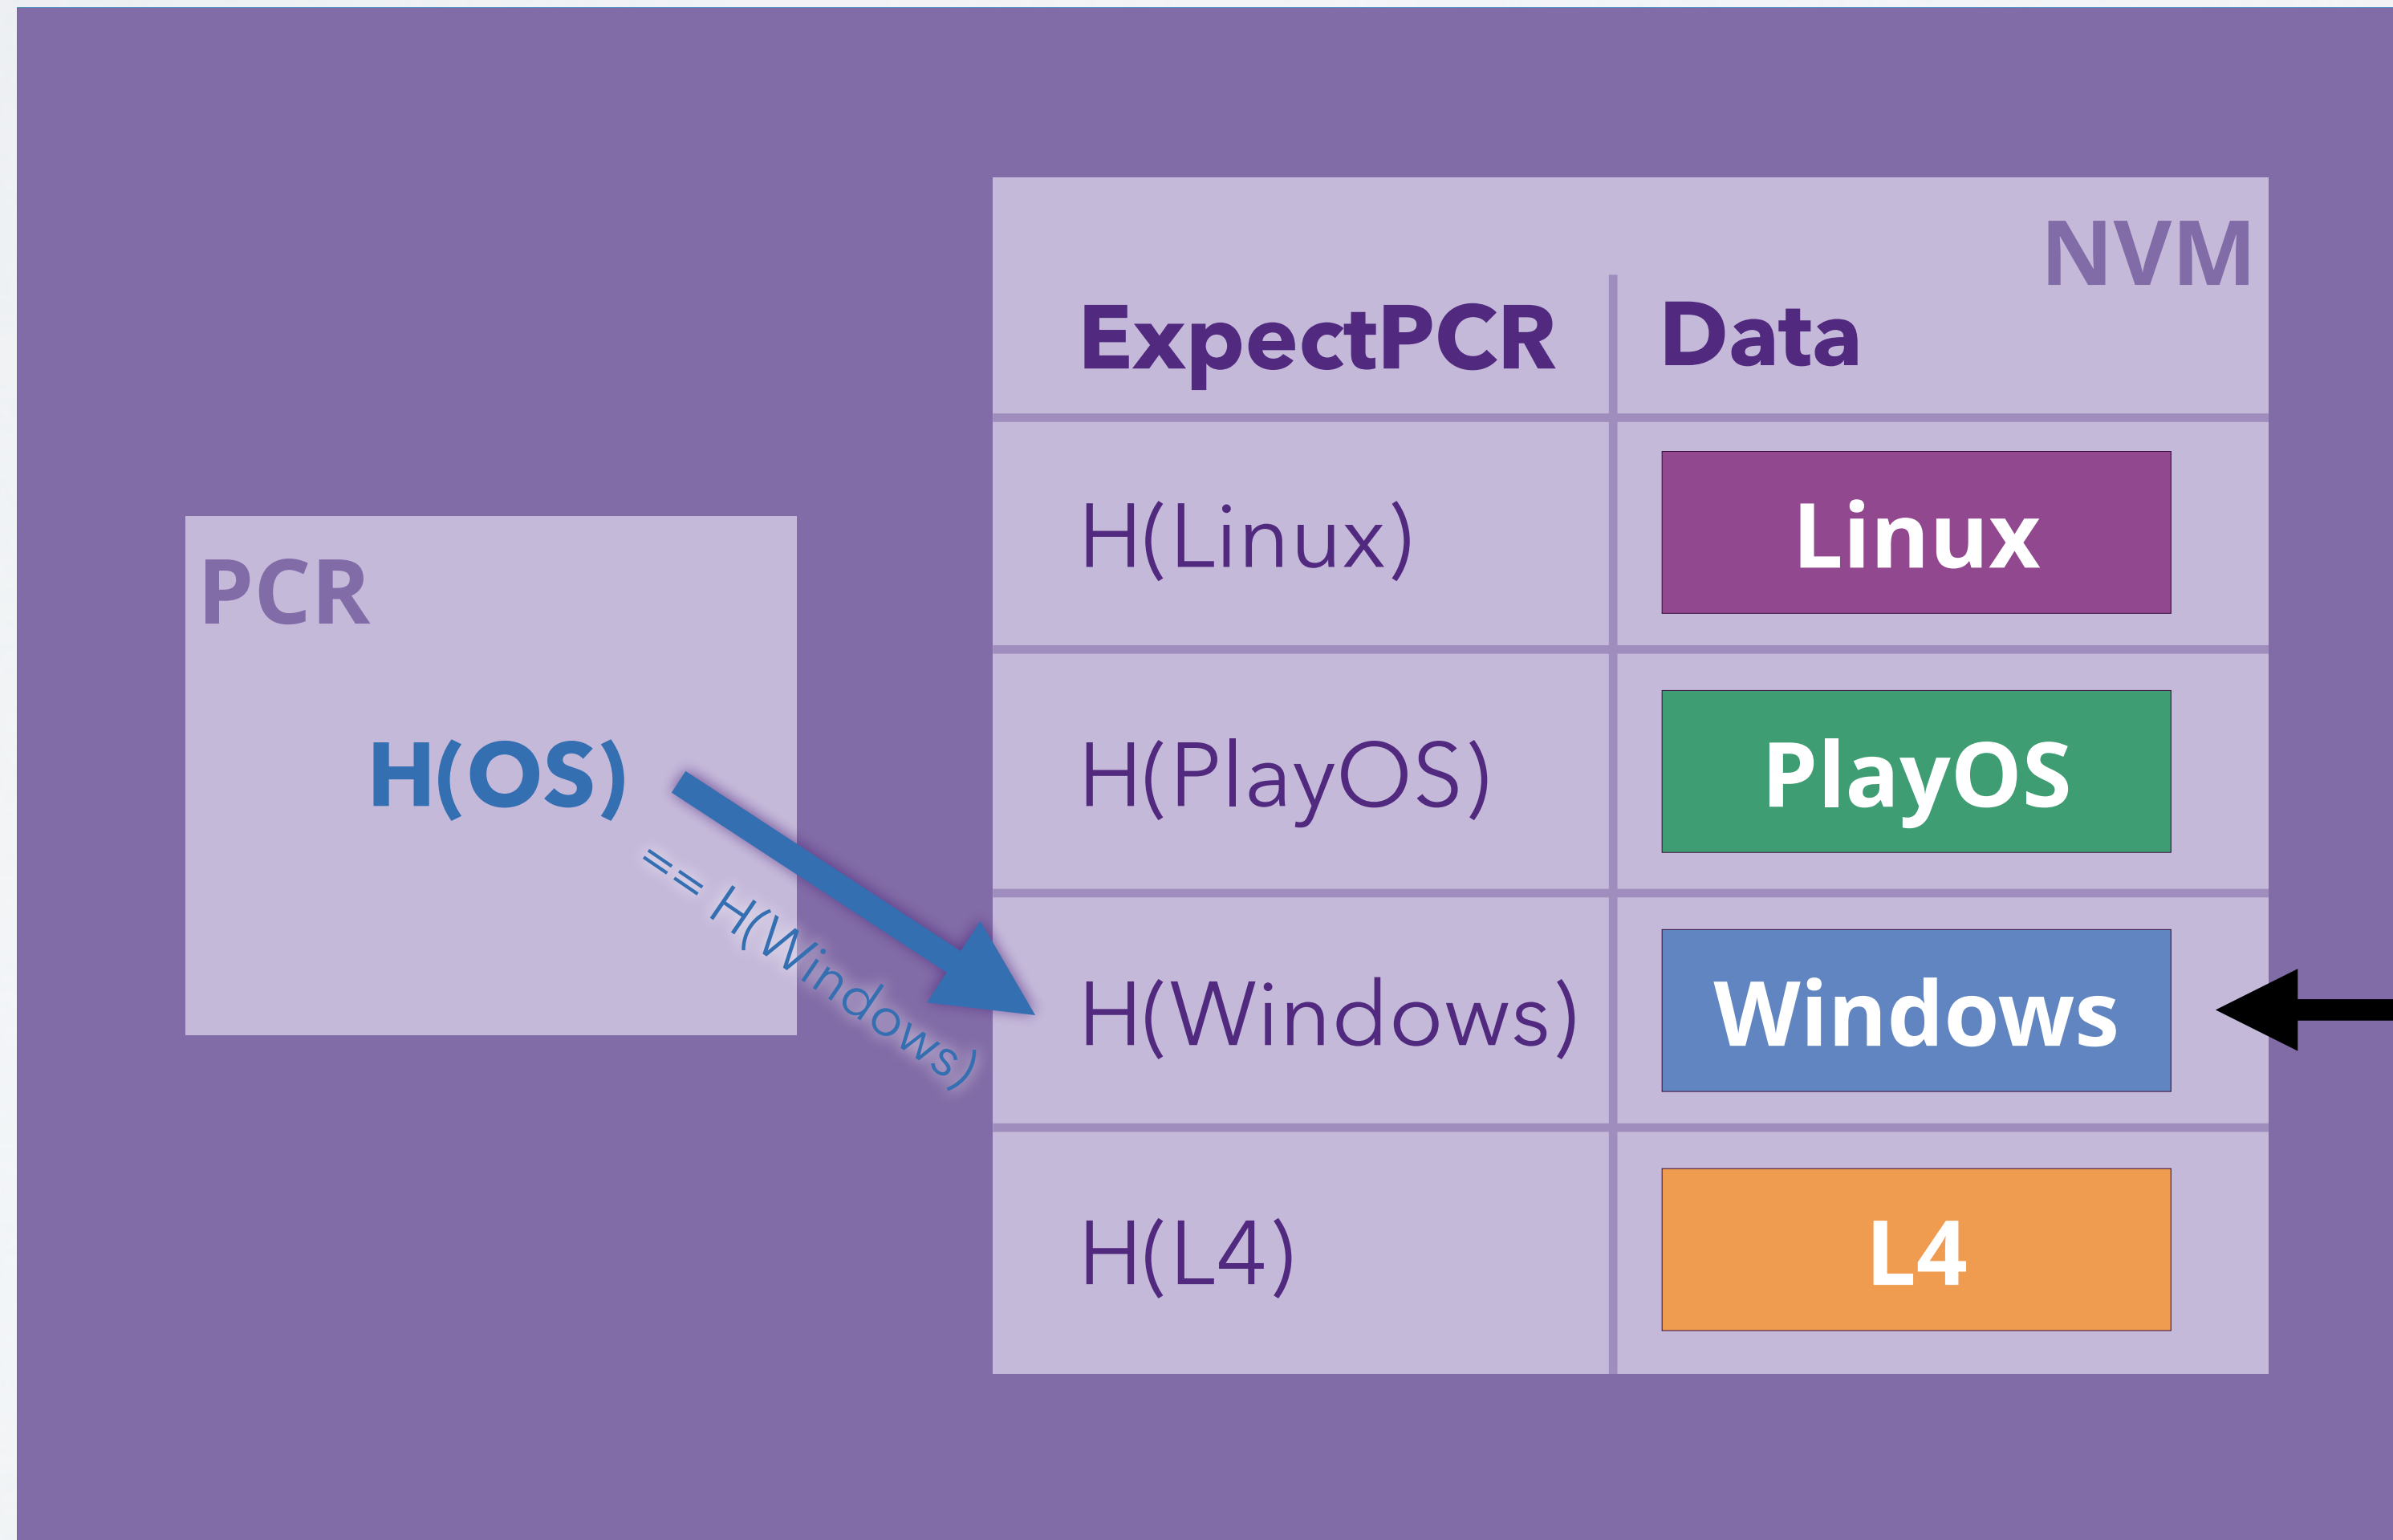 NVM
ExpectPCR Data
H(Linux) Linux
PCR
H(OS)
H(PlayOS) PlayOS
== H(Windows)
H(Windows) Windows
H(L4) L4